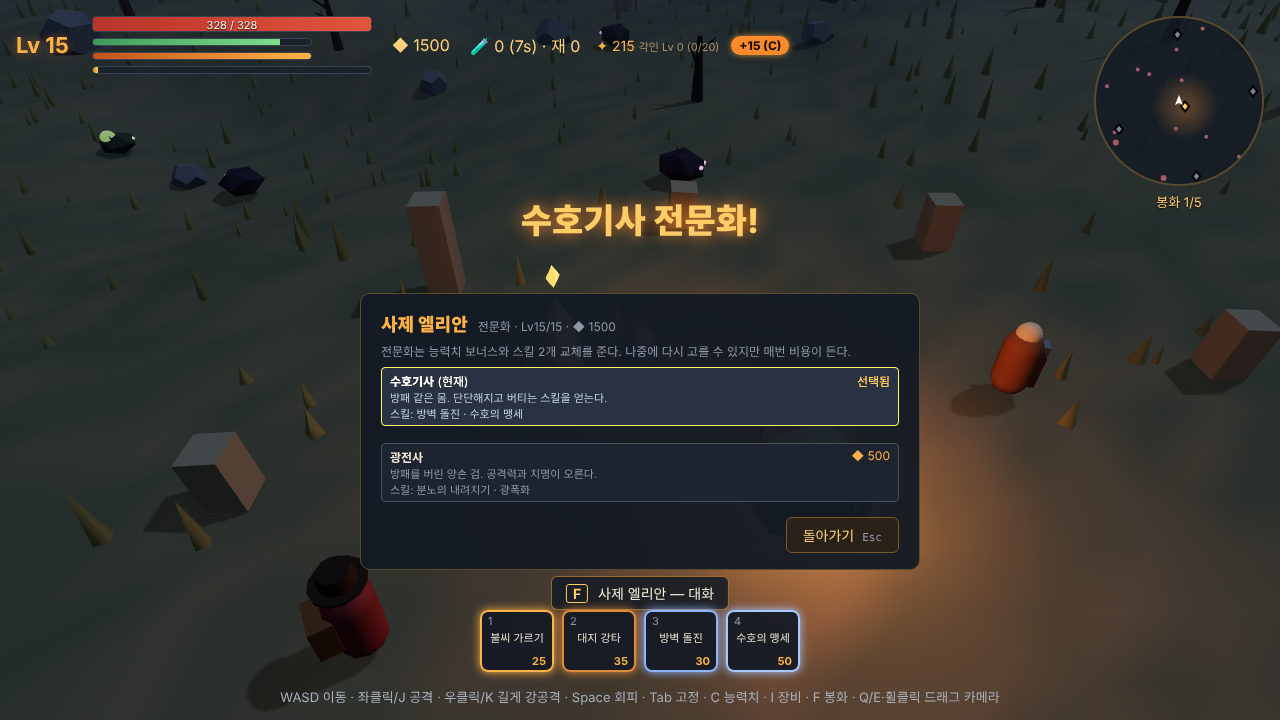 Lv 15
328 / 328
◆ 1500
🧪 0 (7s) · 재 0
✦ 215 각인 Lv 0 (0/20)
+15 (C)
봉화 1/5
수호기사 전문화!
사제 엘리안 전문화 · Lv15/15 · ◆ 1500
전문화는 능력치 보너스와 스킬 2개 교체를 준다. 나중에 다시 고를 수 있지만 매번 비용이 든다.
수호기사 (현재) 선택됨
방패 같은 몸. 단단해지고 버티는 스킬을 얻는다.
스킬: 방벽 돌진 · 수호의 맹세
광전사 ◆ 500
방패를 버린 양손 검. 공격력과 치명이 오른다.
스킬: 분노의 내려치기 · 광폭화
돌아가기 Esc
F 사제 엘리안 — 대화
1 불씨 가르기 25
2 대지 강타 35
3 방벽 돌진 30
4 수호의 맹세 50
WASD 이동 · 좌클릭/J 공격 · 우클릭/K 길게 강공격 · Space 회피 · Tab 고정 · C 능력치 · I 장비 · F 봉화 · Q/E·휠클릭 드래그 카메라